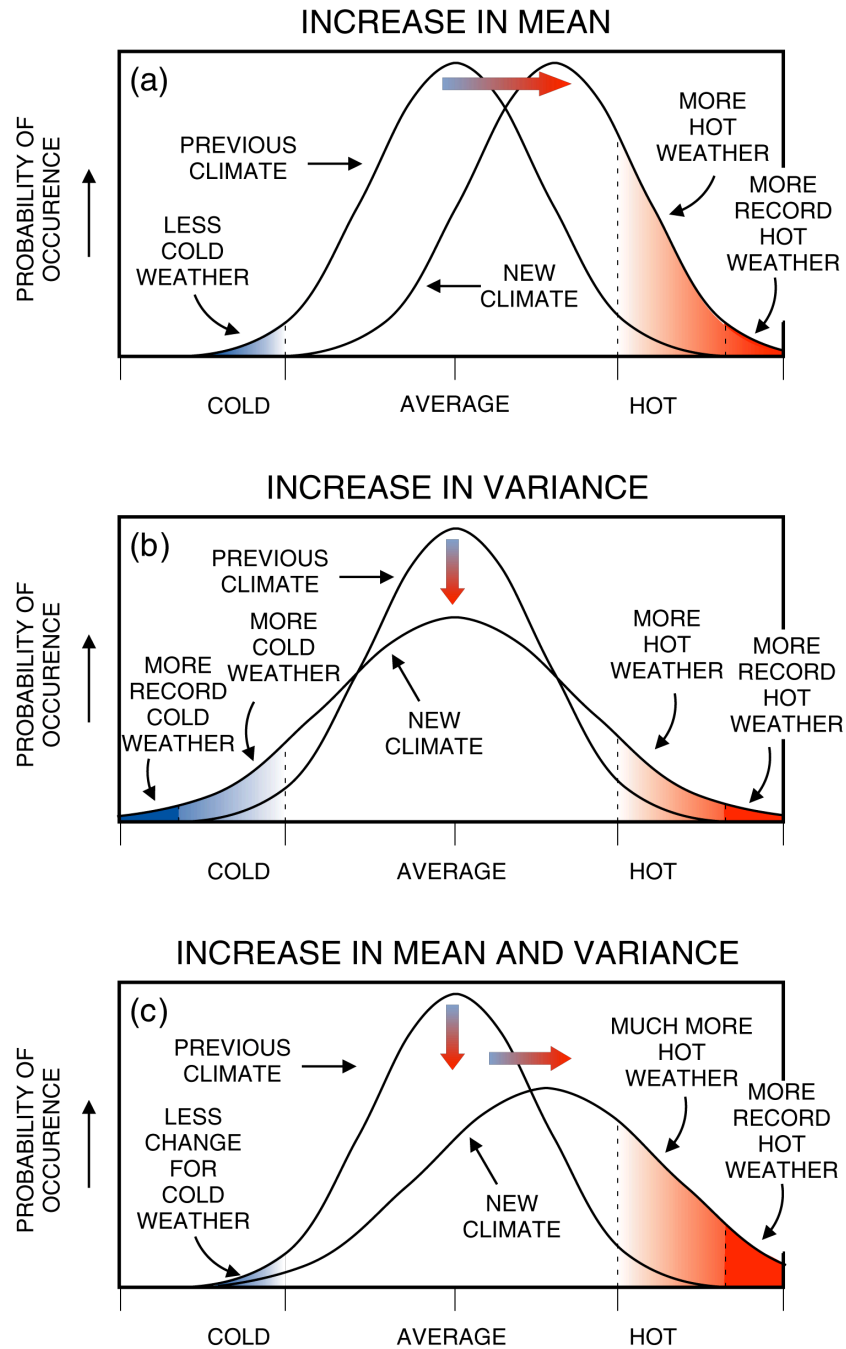 INCREASE IN MEAN
(a)
PROBABILITY OF
OCCURENCE
PREVIOUS
CLIMATE
LESS
COLD
WEATHER
NEW
CLIMATE
MORE
HOT
WEATHER
MORE
RECORD
HOT
WEATHER
COLD
AVERAGE
HOT
INCREASE IN VARIANCE
(b)
PROBABILITY OF
OCCURENCE
PREVIOUS
CLIMATE
MORE
COLD
WEATHER
MORE
RECORD
COLD
WEATHER
NEW
CLIMATE
MORE
HOT
WEATHER
MORE
RECORD
HOT
WEATHER
COLD
AVERAGE
HOT
INCREASE IN MEAN AND VARIANCE
(c)
PROBABILITY OF
OCCURENCE
PREVIOUS
CLIMATE
LESS
CHANGE
FOR
COLD
WEATHER
NEW
CLIMATE
MUCH MORE
HOT
WEATHER
MORE
RECORD
HOT
WEATHER
COLD
AVERAGE
HOT